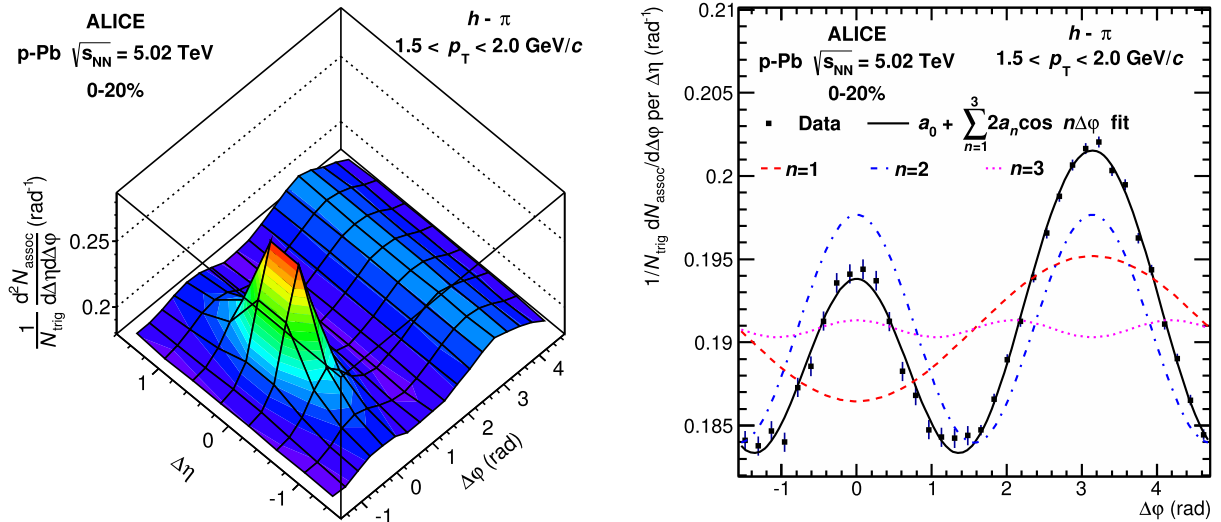 ALICE
p-Pb √sNN = 5.02 TeV
0-20%
h - π
1.5 < pT < 2.0 GeV/c
1/Ntrig d²Nassoc/dΔηdΔφ (rad⁻¹)
0.25
0.2
1
0
-1
Δη
-1
0
1
2
3
4
Δφ (rad)
ALICE
p-Pb √sNN = 5.02 TeV
0-20%
h - π
1.5 < pT < 2.0 GeV/c
Data
a0 + Σ³n=1 2an cos nΔφ fit
n=1
n=2
n=3
1/Ntrig dNassoc/dΔφ per Δη (rad⁻¹)
0.21
0.205
0.2
0.195
0.19
0.185
-1
0
1
2
3
4
Δφ (rad)